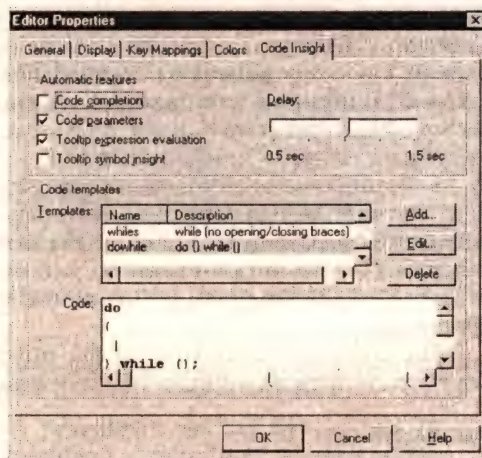 Editor Properties
General Display Key Mappings Colors Code Insight
Automatic features
Code completion
Code parameters
Tooltip expression evaluation
Tooltip symbol insight
Delay:
0.5 sec 1.5 sec
Code templates
Templates:
Name Description
whiles while (no opening/closing braces)
dowhile do {} while ()
Add...
Edit...
Delete
Code:
do
{
|
} while ();
OK Cancel Help